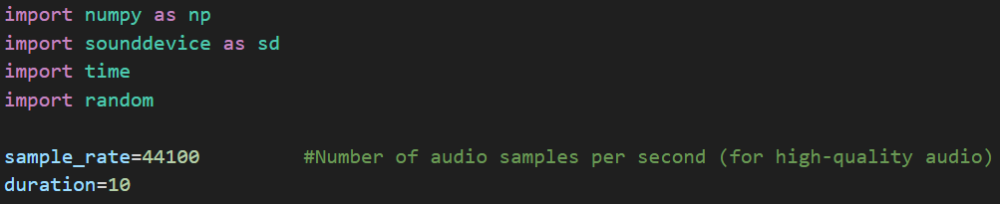 import numpy as np
import sounddevice as sd
import time
import random
sample_rate=44100 #Number of audio samples per second (for high-quality audio)
duration=10